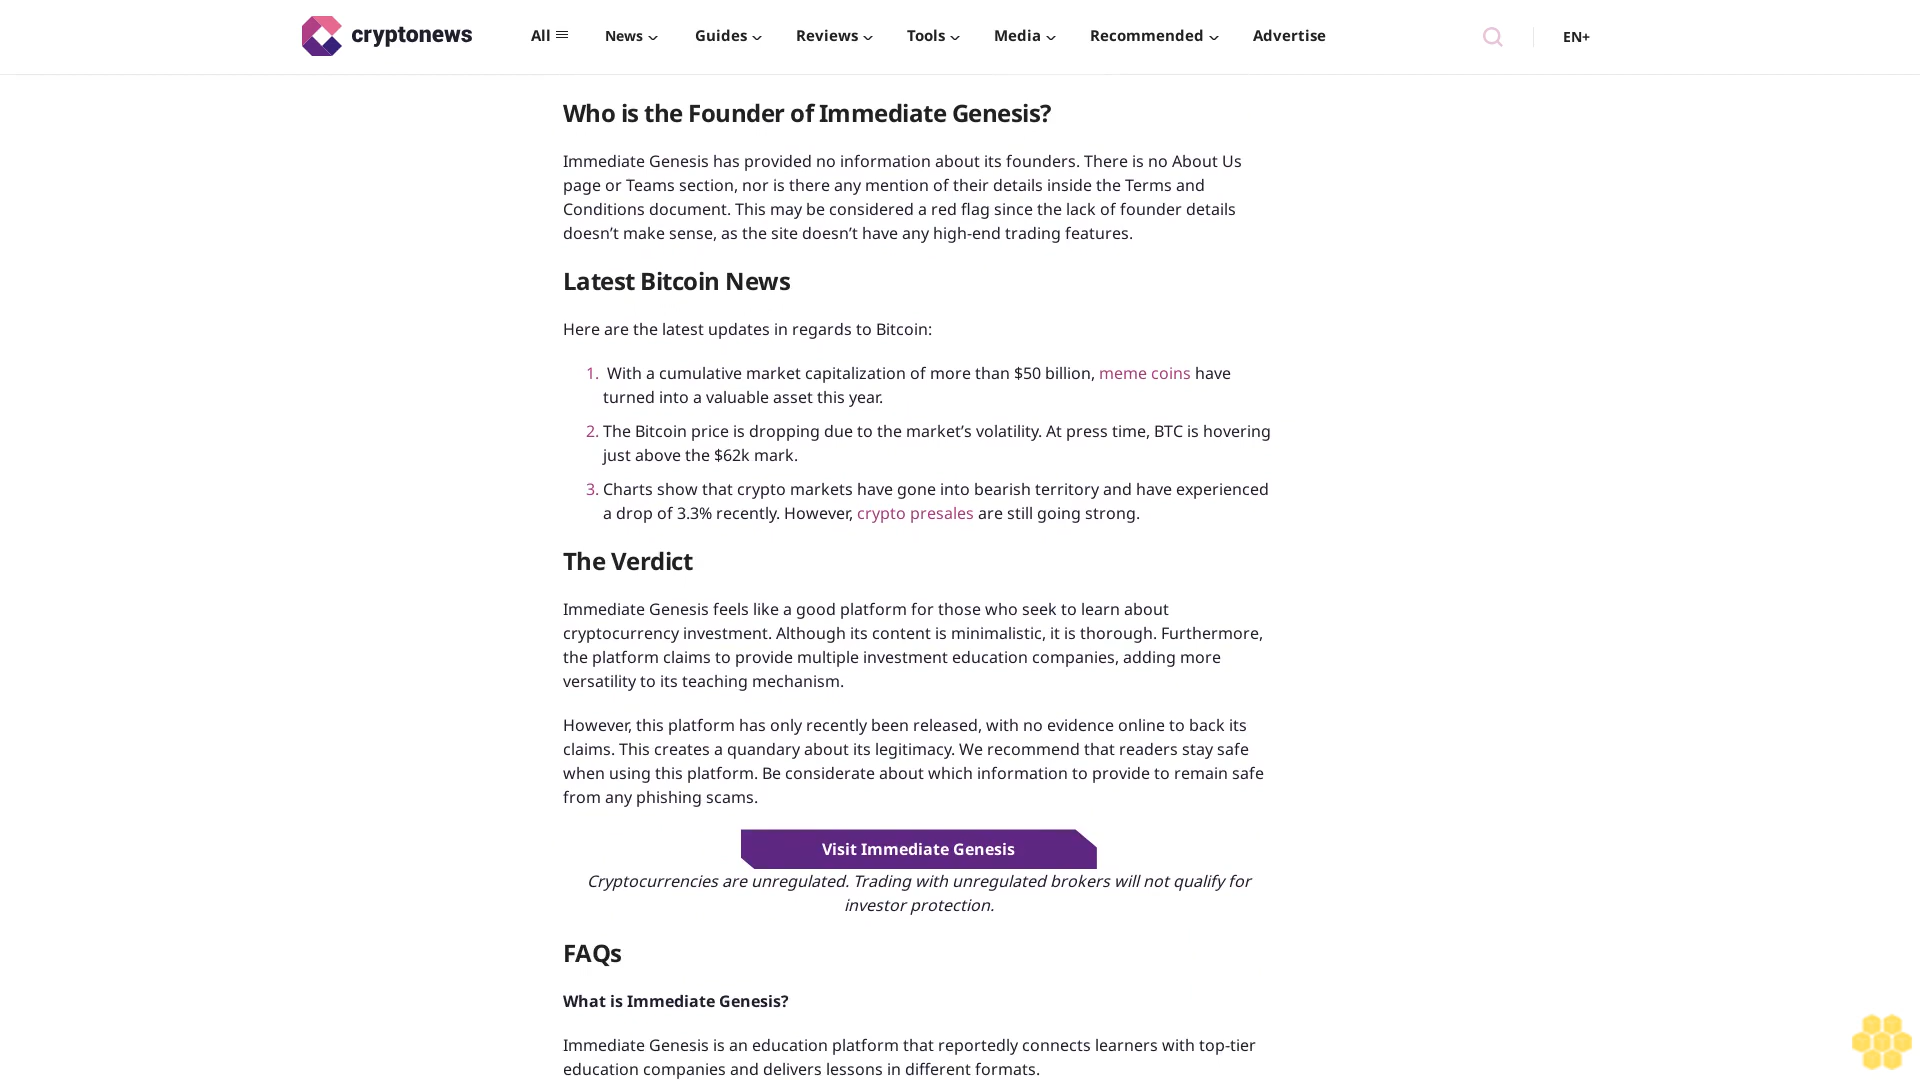 cryptonews
All
News
Guides
Reviews
Tools
Media
Recommended
Advertise
EN+
Who is the Founder of Immediate Genesis?
Immediate Genesis has provided no information about its founders. There is no About Us
page or Teams section, nor is there any mention of their details inside the Terms and
Conditions document. This may be considered a red flag since the lack of founder details
doesn’t make sense, as the site doesn’t have any high-end trading features.
Latest Bitcoin News
Here are the latest updates in regards to Bitcoin:
1. With a cumulative market capitalization of more than $50 billion, meme coins have
turned into a valuable asset this year.
2. The Bitcoin price is dropping due to the market’s volatility. At press time, BTC is hovering
just above the $62k mark.
3. Charts show that crypto markets have gone into bearish territory and have experienced
a drop of 3.3% recently. However, crypto presales are still going strong.
The Verdict
Immediate Genesis feels like a good platform for those who seek to learn about
cryptocurrency investment. Although its content is minimalistic, it is thorough. Furthermore,
the platform claims to provide multiple investment education companies, adding more
versatility to its teaching mechanism.
However, this platform has only recently been released, with no evidence online to back its
claims. This creates a quandary about its legitimacy. We recommend that readers stay safe
when using this platform. Be considerate about which information to provide to remain safe
from any phishing scams.
Visit Immediate Genesis
Cryptocurrencies are unregulated. Trading with unregulated brokers will not qualify for
investor protection.
FAQs
What is Immediate Genesis?
Immediate Genesis is an education platform that reportedly connects learners with top-tier
education companies and delivers lessons in different formats.